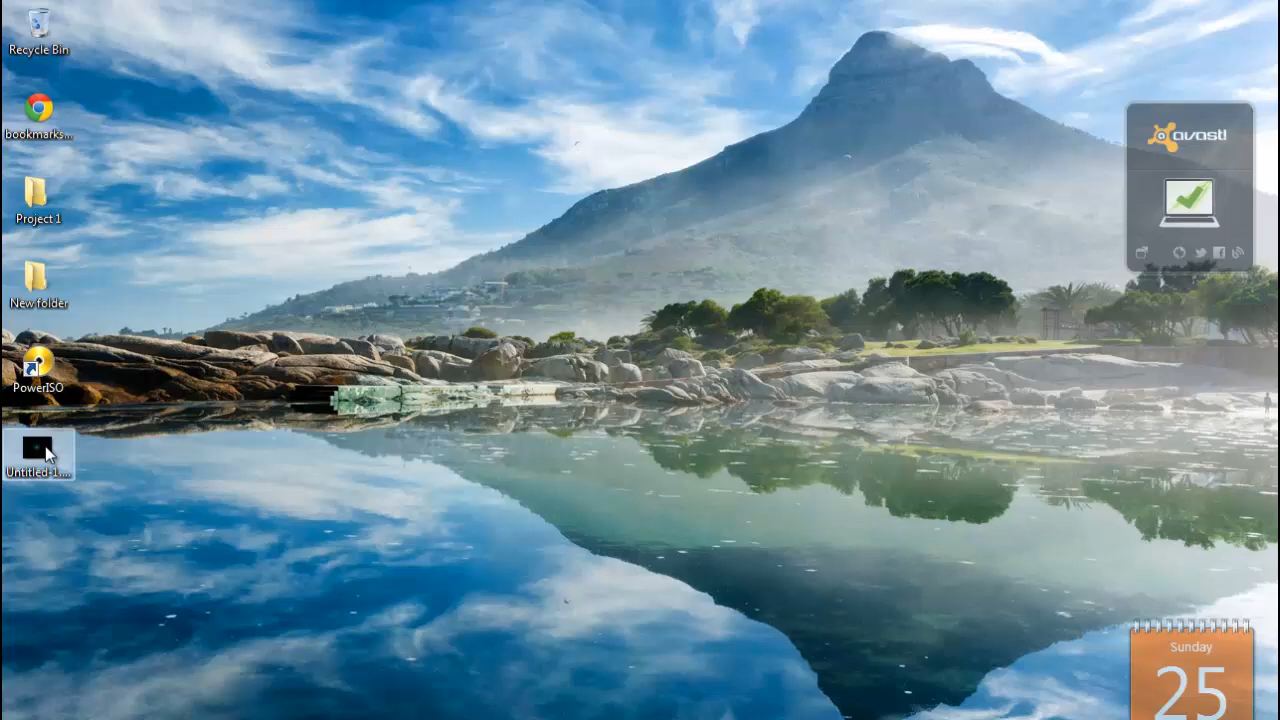 Recycle Bin
bookmarks...
Project 1
New folder
PowerISO
Untitled-1....
avast!
Sunday
25